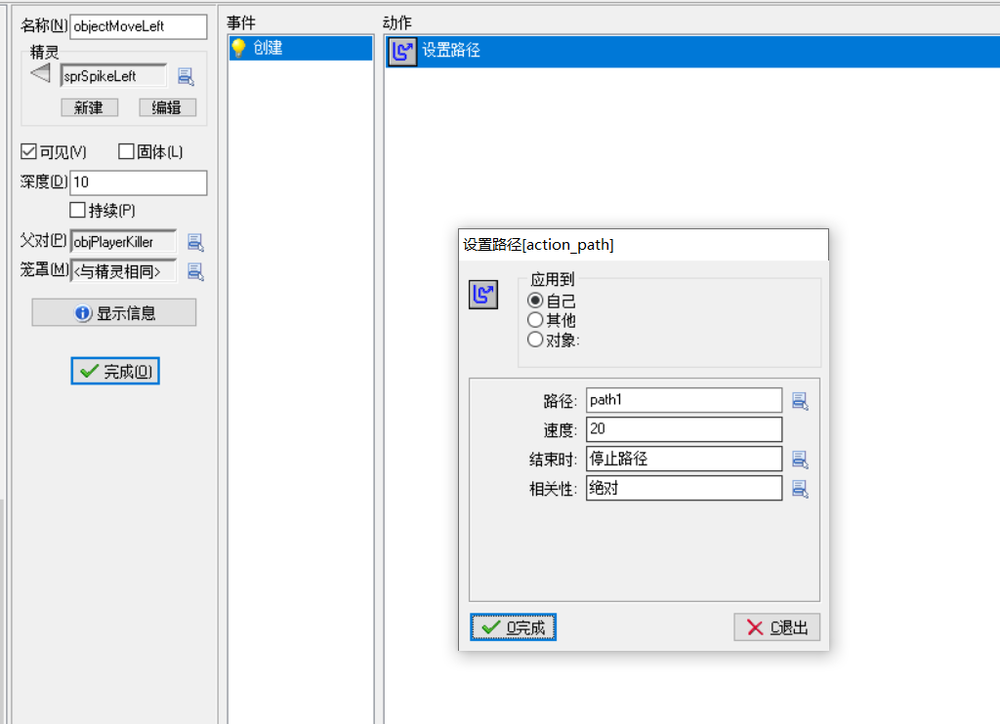 名称(N) objectMoveLeft
精灵
sprSpikeLeft
新建 编辑
可见(V) 固体(L)
深度(D) 10
持续(P)
父对(P) objPlayerKiller
笼罩(M) <与精灵相同>
显示信息
完成(O)
事件
创建
动作
设置路径
设置路径[action_path]
应用到
自己
其他
对象:
路径: path1
速度: 20
结束时: 停止路径
相关性: 绝对
O完成 C退出